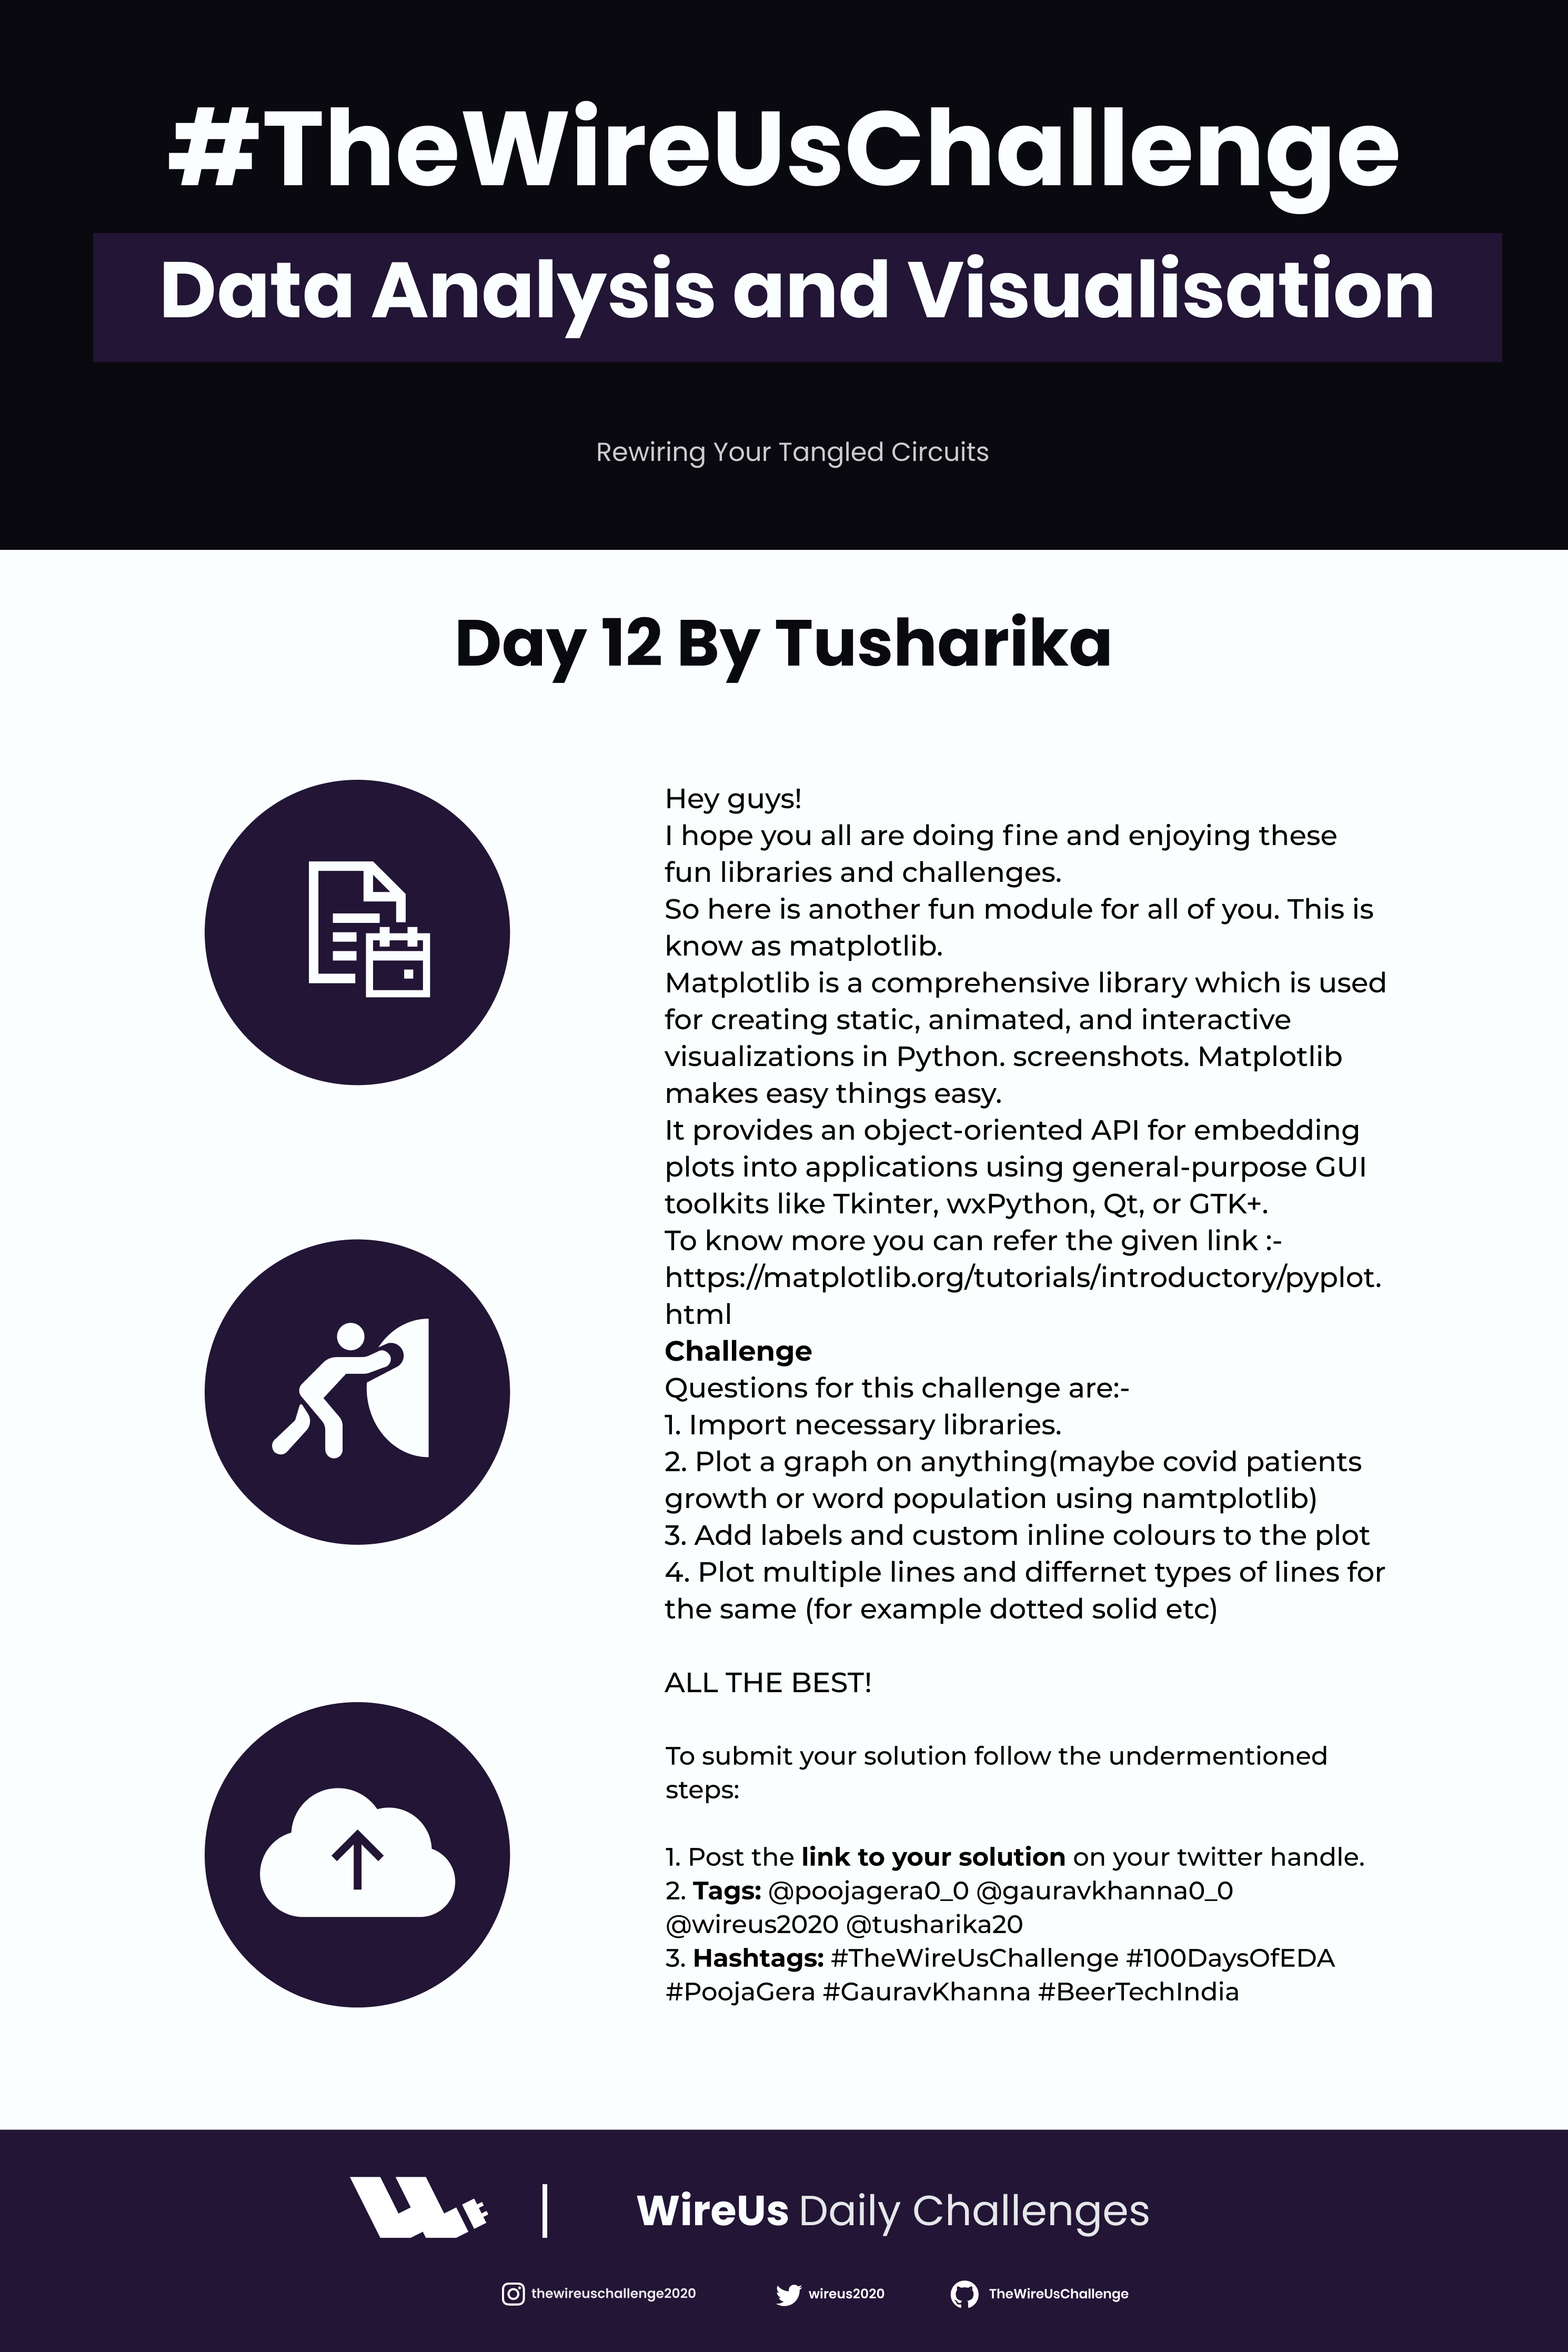 #TheWireUsChallenge
Data Analysis and Visualisation
Rewiring Your Tangled Circuits
Day 12 By Tusharika
Hey guys!
I hope you all are doing fine and enjoying these
fun libraries and challenges.
So here is another fun module for all of you. This is
know as matplotlib.
Matplotlib is a comprehensive library which is used
for creating static, animated, and interactive
visualizations in Python. screenshots. Matplotlib
makes easy things easy.
It provides an object-oriented API for embedding
plots into applications using general-purpose GUI
toolkits like Tkinter, wxPython, Qt, or GTK+.
To know more you can refer the given link :-
https://matplotlib.org/tutorials/introductory/pyplot.
html
Challenge
Questions for this challenge are:-
1. Import necessary libraries.
2. Plot a graph on anything(maybe covid patients
growth or word population using namtplotlib)
3. Add labels and custom inline colours to the plot
4. Plot multiple lines and differnet types of lines for
the same (for example dotted solid etc)
ALL THE BEST!
To submit your solution follow the undermentioned
steps:
1. Post the link to your solution on your twitter handle.
2. Tags: @poojagera0_0 @gauravkhanna0_0
@wireus2020 @tusharika20
3. Hashtags: #TheWireUsChallenge #100DaysOfEDA
#PoojaGera #GauravKhanna #BeerTechIndia
WireUs Daily Challenges
thewireuschallenge2020 wireus2020 TheWireUsChallenge